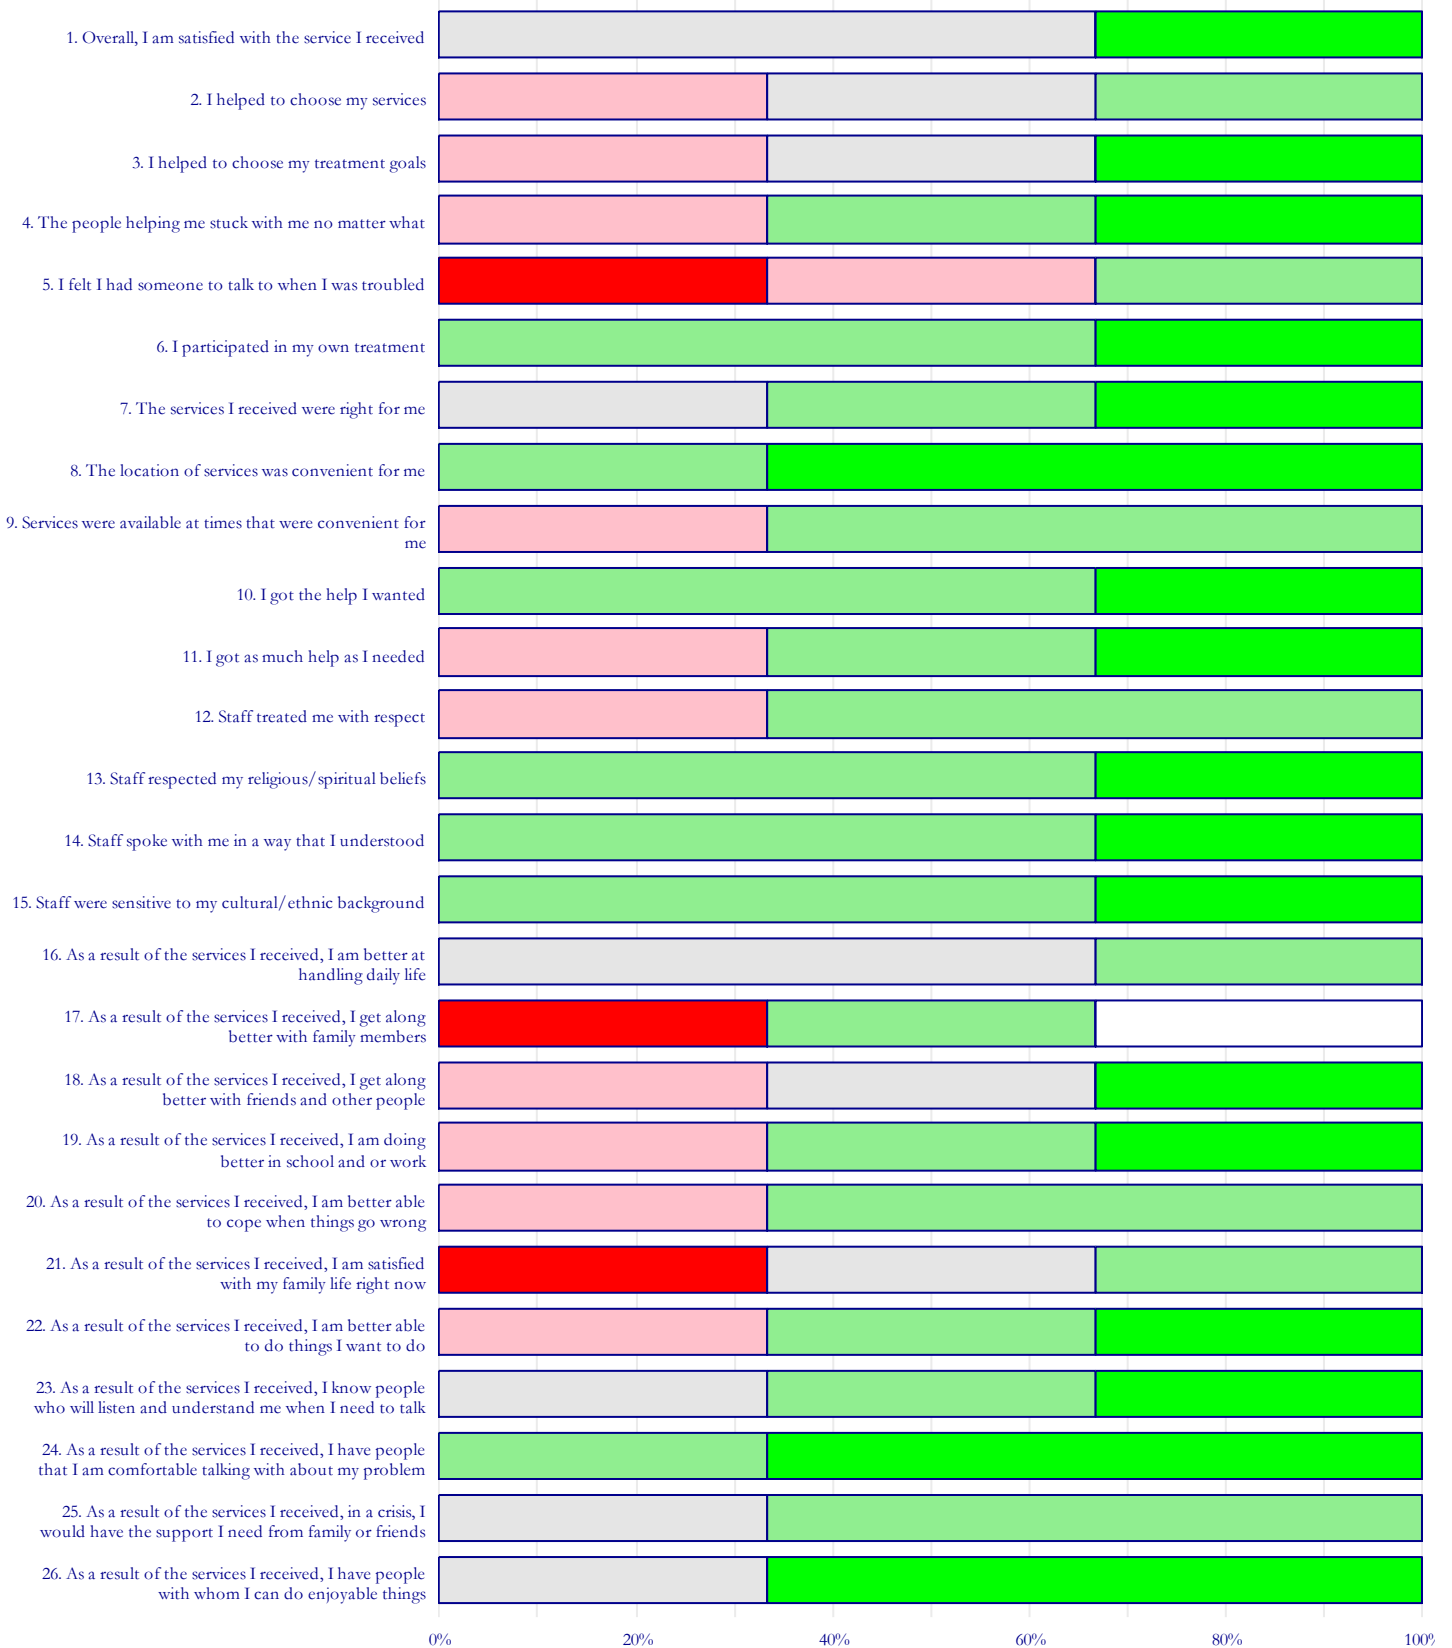 1. Overall, I am satisfied with the service I received
2. I helped to choose my services
3. I helped to choose my treatment goals
4. The people helping me stuck with me no matter what
5. I felt I had someone to talk to when I was troubled
6. I participated in my own treatment
7. The services I received were right for me
8. The location of services was convenient for me
9. Services were available at times that were convenient for
me
10. I got the help I wanted
11. I got as much help as I needed
12. Staff treated me with respect
13. Staff respected my religious/spiritual beliefs
14. Staff spoke with me in a way that I understood
15. Staff were sensitive to my cultural/ethnic background
16. As a result of the services I received, I am better at
handling daily life
17. As a result of the services I received, I get along
better with family members
18. As a result of the services I received, I get along
better with friends and other people
19. As a result of the services I received, I am doing
better in school and or work
20. As a result of the services I received, I am better able
to cope when things go wrong
21. As a result of the services I received, I am satisfied
with my family life right now
22. As a result of the services I received, I am better able
to do things I want to do
23. As a result of the services I received, I know people
who will listen and understand me when I need to talk
24. As a result of the services I received, I have people
that I am comfortable talking with about my problem
25. As a result of the services I received, in a crisis, I
would have the support I need from family or friends
26. As a result of the services I received, I have people
with whom I can do enjoyable things
0% 20% 40% 60% 80% 100%